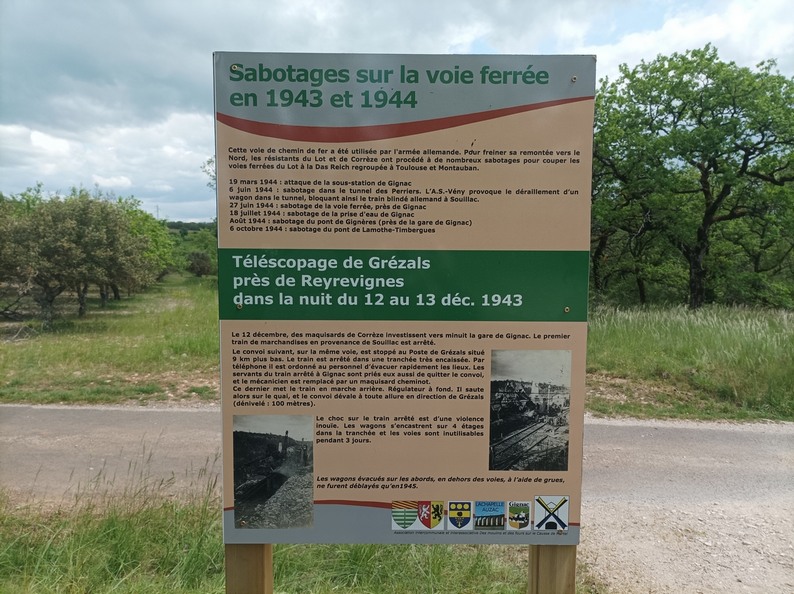 Sabotages sur la voie ferrée
en 1943 et 1944
Cette voie de chemin de fer a été utilisée par l'armée allemande. Pour freiner sa remontée vers le
Nord, les résistants du Lot et de Corrèze ont procédé à de nombreux sabotages pour couper les
voies ferrées du Lot à la Das Reich regroupée à Toulouse et Montauban.
19 mars 1944 : attaque de la sous-station de Gignac
6 juin 1944 : sabotage dans le tunnel des Perriers. L'A.S.-Vény provoque le déraillement d'un
wagon dans le tunnel, bloquant ainsi le train blindé allemand à Souillac.
27 juin 1944 : sabotage de la voie ferrée, près de Gignac
18 juillet 1944 : sabotage de la prise d'eau de Gignac
Août 1944 : sabotage du pont de Gignères (près de la gare de Gignac)
6 octobre 1944 : sabotage du pont de Lamothe-Timbergues
Téléscopage de Grézals
près de Reyrevignes
dans la nuit du 12 au 13 déc. 1943
Le 12 décembre, des maquisards de Corrèze investissent vers minuit la gare de Gignac. Le premier
train de marchandises en provenance de Souillac est arrêté.
Le convoi suivant, sur la même voie, est stoppé au Poste de Grézals situé
9 km plus bas. Le train est arrêté dans une tranchée très encaissée. Par
téléphone il est ordonné au personnel d'évacuer rapidement les lieux. Les
servants du train arrêté à Gignac sont priés eux aussi de quitter le convoi,
et le mécanicien est remplacé par un maquisard cheminot.
Ce dernier met le train en marche arrière. Régulateur à fond. Il saute
alors sur le quai, et le convoi dévale à toute allure en direction de Grézals
(dénivelé : 100 mètres).
Le choc sur le train arrêté est d'une violence
inouïe. Les wagons s'encastrent sur 4 étages
dans la tranchée et les voies sont inutilisables
pendant 3 jours.
Les wagons évacués sur les abords, en dehors des voies, à l'aide de grues,
ne furent déblayés qu'en1945.
LACHAPELLE
AUZAC
Gignac